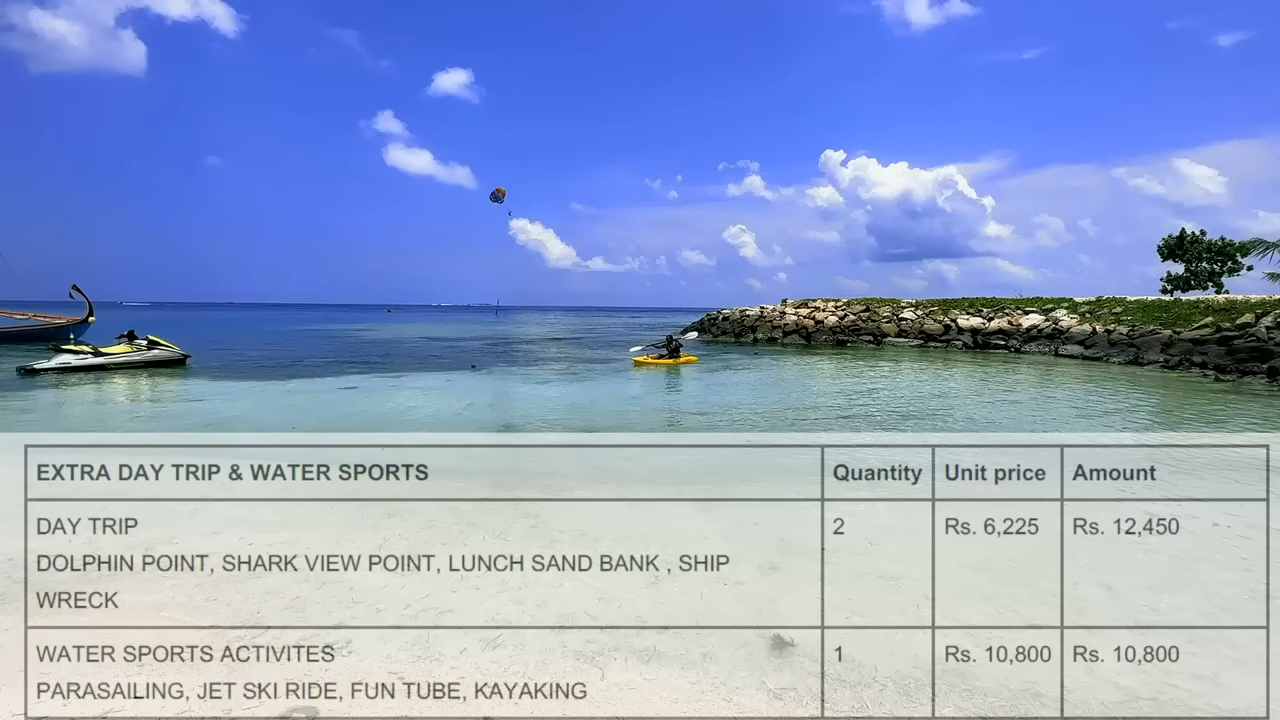 EXTRA DAY TRIP & WATER SPORTS Quantity Unit price Amount
DAY TRIP 2 Rs. 6,225 Rs. 12,450
DOLPHIN POINT, SHARK VIEW POINT, LUNCH SAND BANK , SHIP
WRECK
WATER SPORTS ACTIVITES 1 Rs. 10,800 Rs. 10,800
PARASAILING, JET SKI RIDE, FUN TUBE, KAYAKING